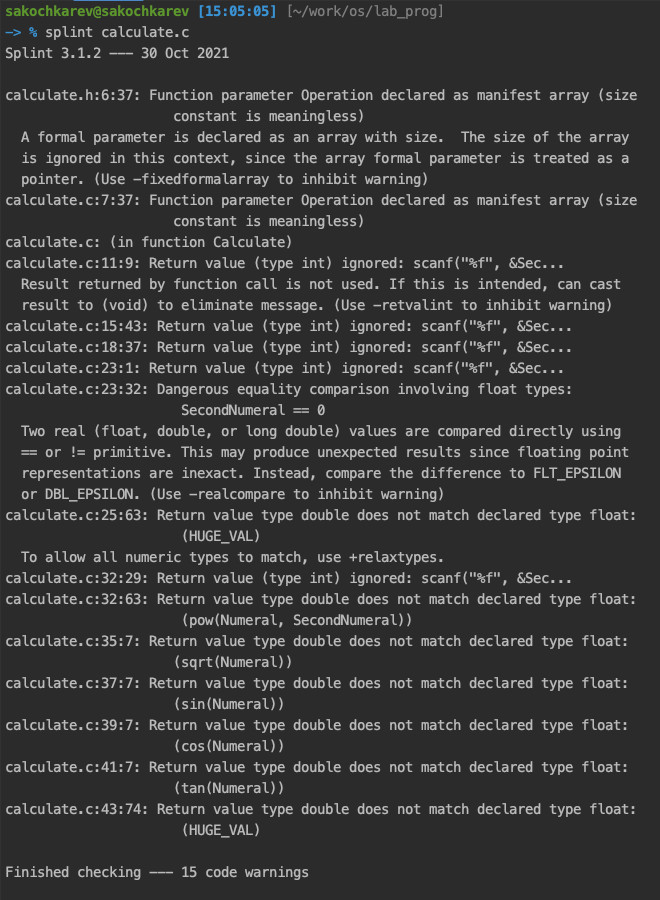 sakochkarev@sakochkarev [15:05:05] [~/work/os/lab_prog]
-> % splint calculate.c
Splint 3.1.2 --- 30 Oct 2021
calculate.h:6:37: Function parameter Operation declared as manifest array (size
constant is meaningless)
A formal parameter is declared as an array with size.  The size of the array
is ignored in this context, since the array formal parameter is treated as a
pointer. (Use -fixedformalarray to inhibit warning)
calculate.c:7:37: Function parameter Operation declared as manifest array (size
constant is meaningless)
calculate.c: (in function Calculate)
calculate.c:11:9: Return value (type int) ignored: scanf("%f", &Sec...
Result returned by function call is not used. If this is intended, can cast
result to (void) to eliminate message. (Use -retvalint to inhibit warning)
calculate.c:15:43: Return value (type int) ignored: scanf("%f", &Sec...
calculate.c:18:37: Return value (type int) ignored: scanf("%f", &Sec...
calculate.c:23:1: Return value (type int) ignored: scanf("%f", &Sec...
calculate.c:23:32: Dangerous equality comparison involving float types:
SecondNumeral == 0
Two real (float, double, or long double) values are compared directly using
== or != primitive. This may produce unexpected results since floating point
representations are inexact. Instead, compare the difference to FLT_EPSILON
or DBL_EPSILON. (Use -realcompare to inhibit warning)
calculate.c:25:63: Return value type double does not match declared type float:
(HUGE_VAL)
To allow all numeric types to match, use +relaxtypes.
calculate.c:32:29: Return value (type int) ignored: scanf("%f", &Sec...
calculate.c:32:63: Return value type double does not match declared type float:
(pow(Numeral, SecondNumeral))
calculate.c:35:7: Return value type double does not match declared type float:
(sqrt(Numeral))
calculate.c:37:7: Return value type double does not match declared type float:
(sin(Numeral))
calculate.c:39:7: Return value type double does not match declared type float:
(cos(Numeral))
calculate.c:41:7: Return value type double does not match declared type float:
(tan(Numeral))
calculate.c:43:74: Return value type double does not match declared type float:
(HUGE_VAL)
Finished checking --- 15 code warnings